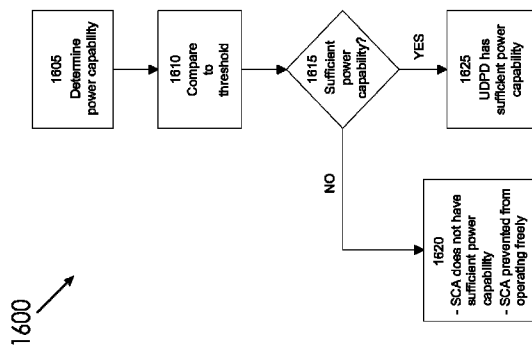 1600
1605
Determine
power capability
1610
Compare
to
threshold
1615
Sufficient
power
capability?
NO
YES
1620
- SCA does not have
sufficient power
capability
- SCA prevented from
operating freely
1625
UDPD has
sufficient power
capability